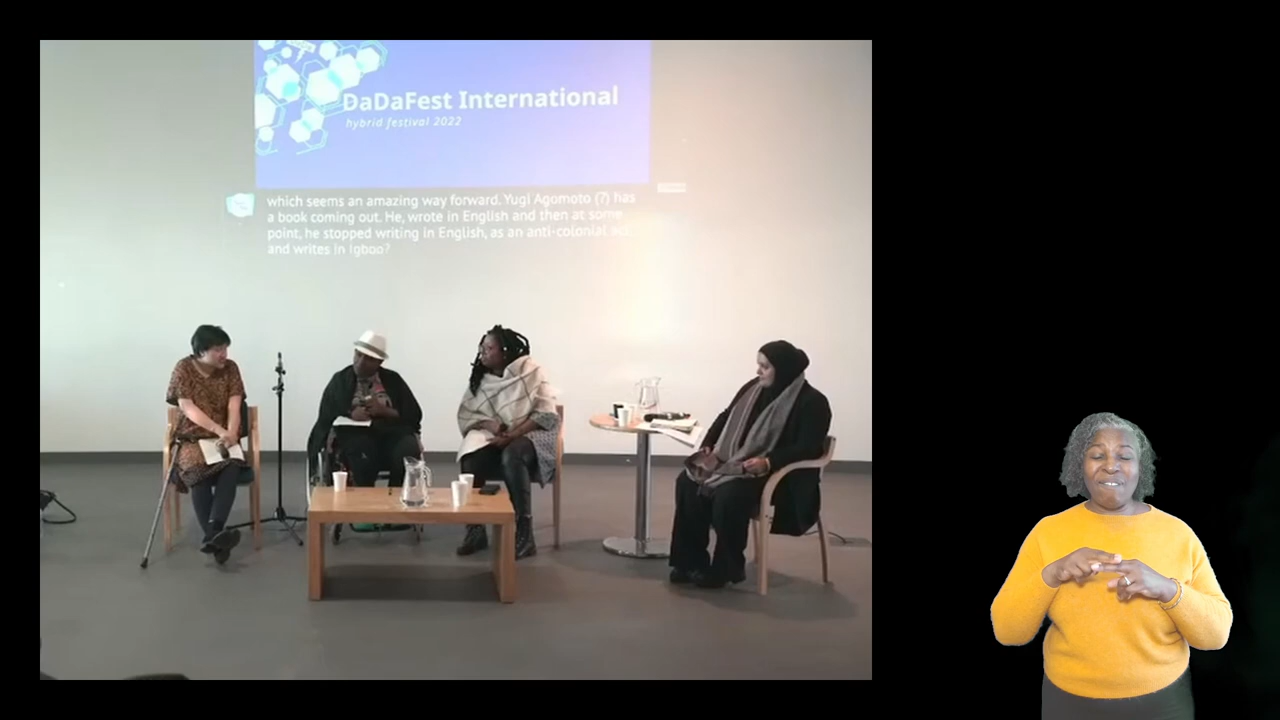 DaDaFest International
hybrid festival 2022
which seems an amazing way forward. Yugi Agomoto (?) has
a book coming out. He, wrote in English and then at some
point, he stopped writing in English, as an anti-colonial act
and writes in Igbao?